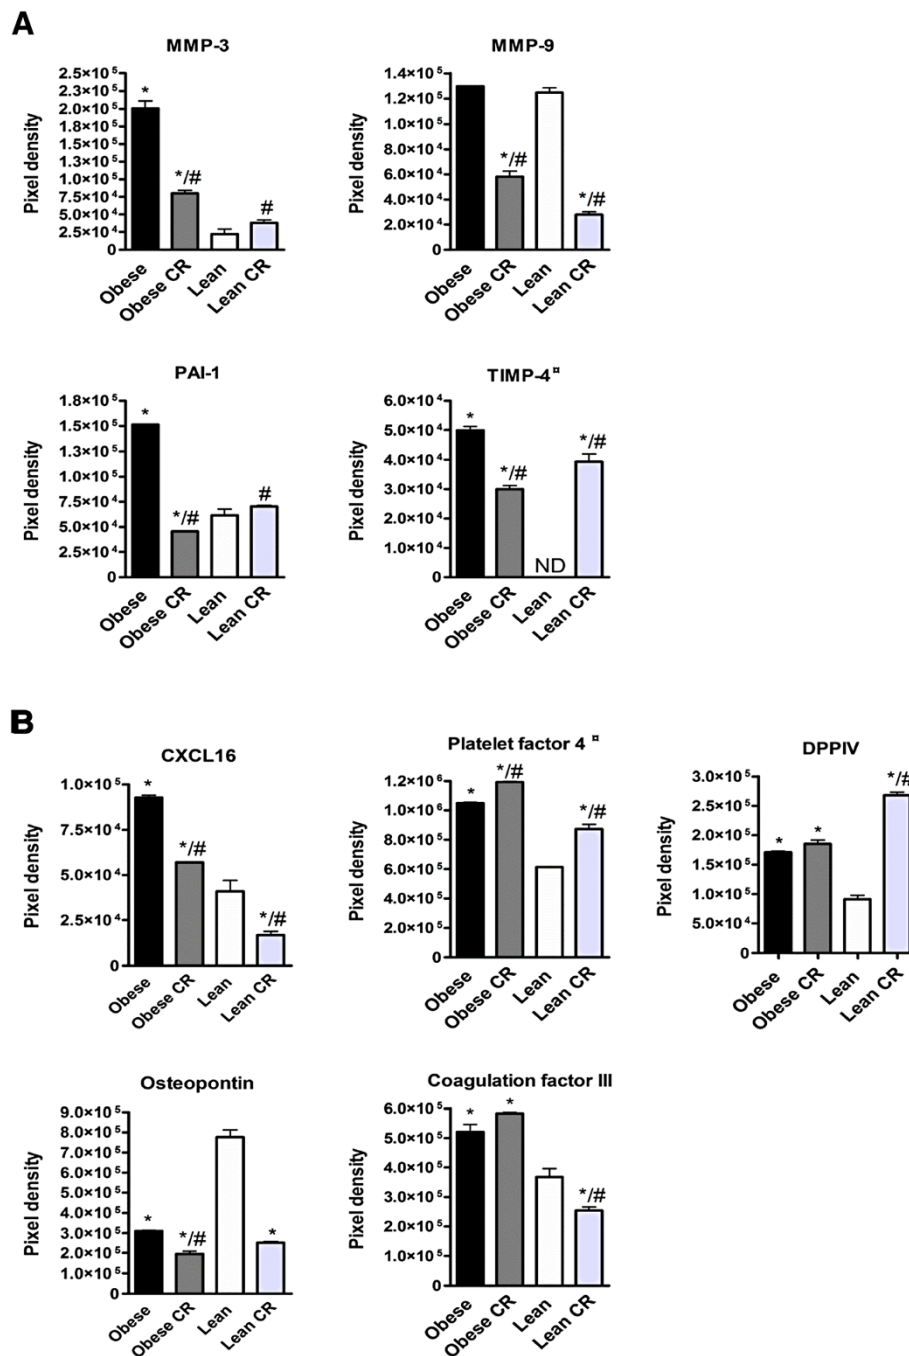 A
MMP-3
Pixel density
2.5×10⁵
2.3×10⁵
2.0×10⁵
1.8×10⁵
1.5×10⁵
1.3×10⁵
1.0×10⁵
7.5×10⁴
5.0×10⁴
2.5×10⁴
0
*
*/#
#
Obese
Obese CR
Lean
Lean CR
MMP-9
Pixel density
1.4×10⁵
1.2×10⁵
1.0×10⁵
8.0×10⁴
6.0×10⁴
4.0×10⁴
2.0×10⁴
0
*/#
*/#
Obese
Obese CR
Lean
Lean CR
PAI-1
Pixel density
1.8×10⁵
1.5×10⁵
1.3×10⁵
1.0×10⁵
7.5×10⁴
5.0×10⁴
2.5×10⁴
0
*
*/#
#
Obese
Obese CR
Lean
Lean CR
TIMP-4¤
Pixel density
6.0×10⁴
5.0×10⁴
4.0×10⁴
3.0×10⁴
2.0×10⁴
1.0×10⁴
0
*
*/#
ND
*/#
Obese
Obese CR
Lean
Lean CR
B
CXCL16
Pixel density
1.0×10⁵
7.5×10⁴
5.0×10⁴
2.5×10⁴
0
*
*/#
*/#
Obese
Obese CR
Lean
Lean CR
Platelet factor 4 ¤
Pixel density
1.2×10⁶
1.0×10⁶
8.0×10⁵
6.0×10⁵
4.0×10⁵
2.0×10⁵
0
*
*/#
*/#
Obese
Obese CR
Lean
Lean CR
DPPIV
Pixel density
3.0×10⁵
2.5×10⁵
2.0×10⁵
1.5×10⁵
1.0×10⁵
5.0×10⁴
0
*
*
*/#
Obese
Obese CR
Lean
Lean CR
Osteopontin
Pixel density
9.0×10⁵
8.0×10⁵
7.0×10⁵
6.0×10⁵
5.0×10⁵
4.0×10⁵
3.0×10⁵
2.0×10⁵
1.0×10⁵
0
*
*/#
*
Obese
Obese CR
Lean
Lean CR
Coagulation factor III
Pixel density
6.0×10⁵
5.0×10⁵
4.0×10⁵
3.0×10⁵
2.0×10⁵
1.0×10⁵
0
*
*
*/#
Obese
Obese CR
Lean
Lean CR